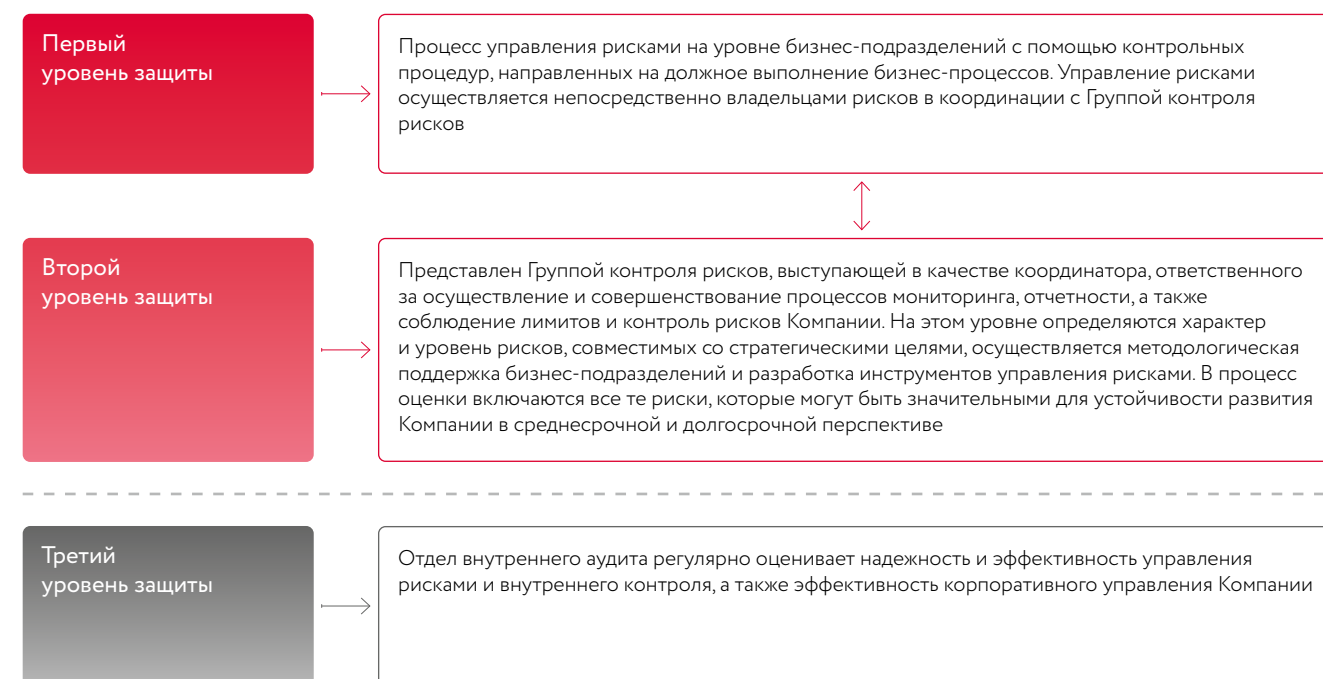 Первый
уровень защиты
Процесс управления рисками на уровне бизнес-подразделений с помощью контрольных
процедур, направленных на должное выполнение бизнес-процессов. Управление рисками
осуществляется непосредственно владельцами рисков в координации с Группой контроля
рисков
Второй
уровень защиты
Представлен Группой контроля рисков, выступающей в качестве координатора, ответственного
за осуществление и совершенствование процессов мониторинга, отчетности, а также
соблюдение лимитов и контроль рисков Компании. На этом уровне определяются характер
и уровень рисков, совместимых со стратегическими целями, осуществляется методологическая
поддержка бизнес-подразделений и разработка инструментов управления рисками. В процесс
оценки включаются все те риски, которые могут быть значительными для устойчивости развития
Компании в среднесрочной и долгосрочной перспективе
Третий
уровень защиты
Отдел внутреннего аудита регулярно оценивает надежность и эффективность управления
рисками и внутреннего контроля, а также эффективность корпоративного управления Компании